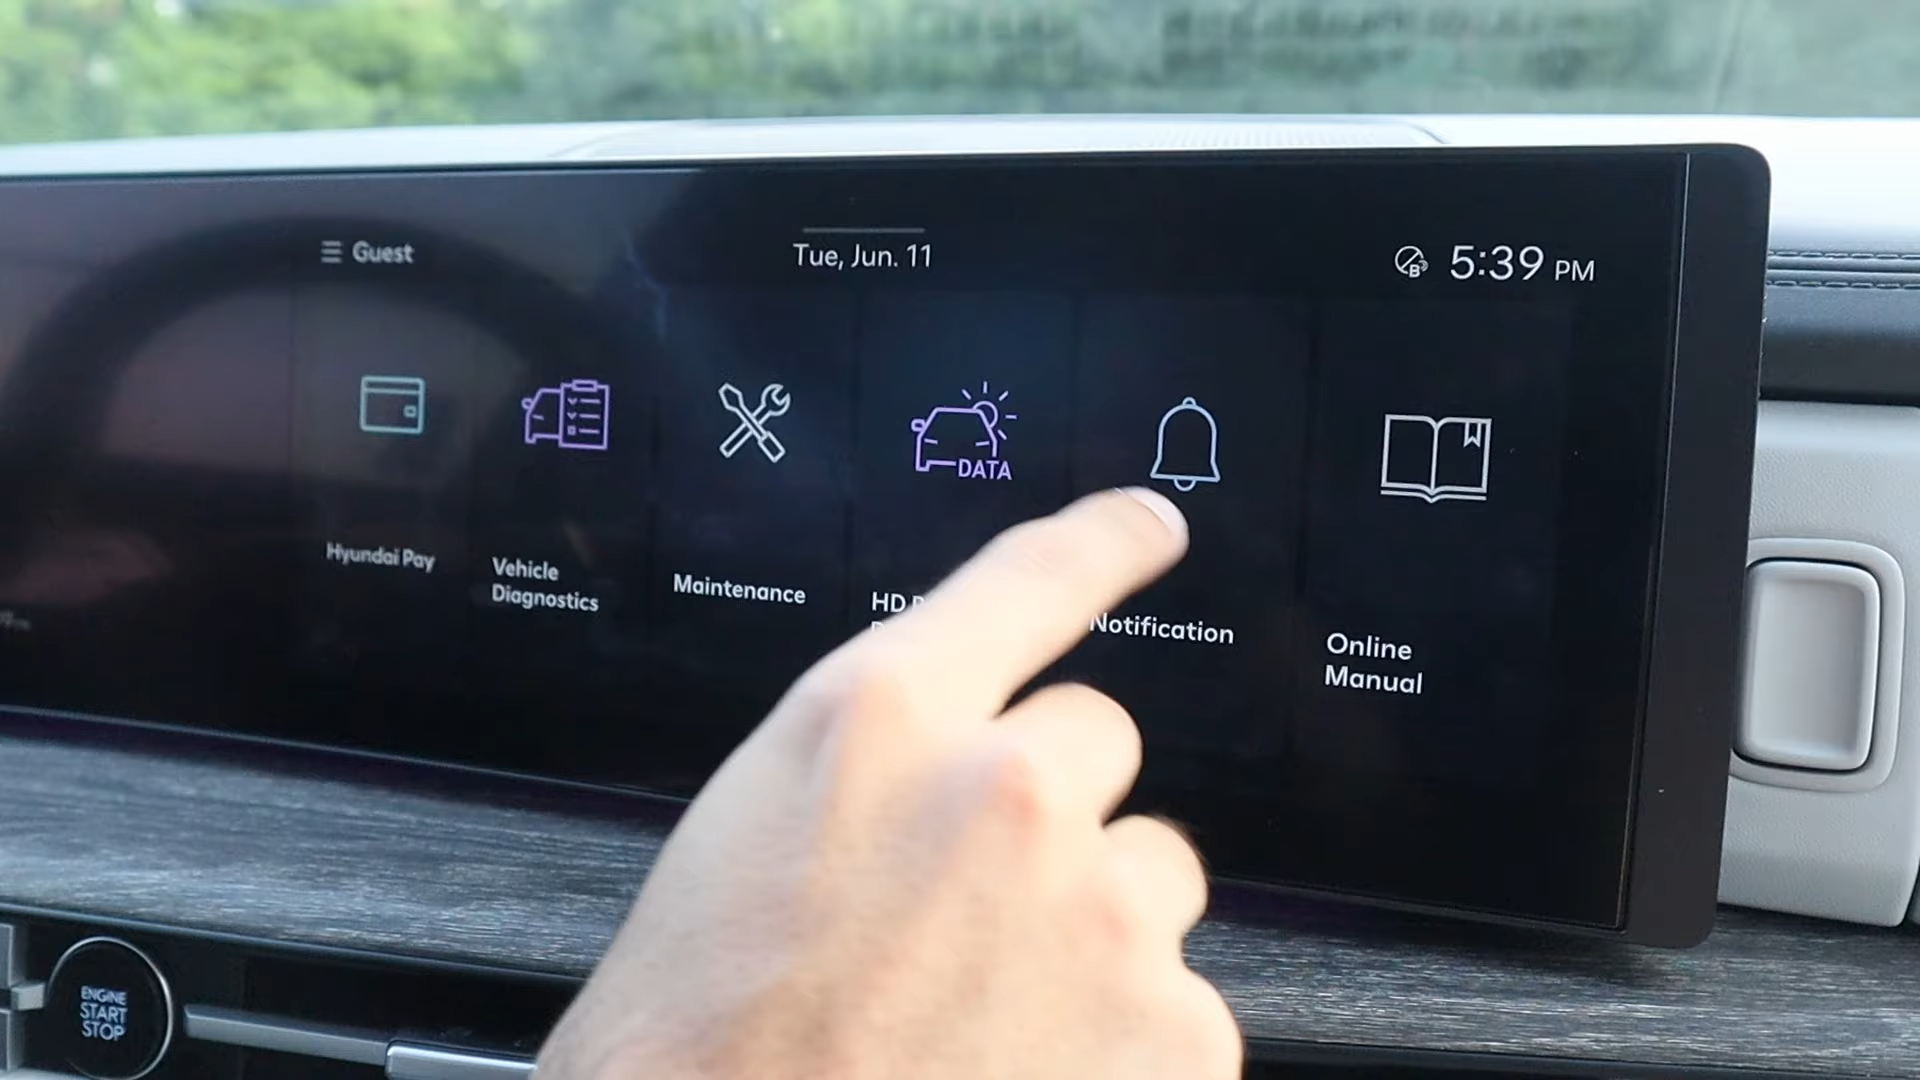 Guest
Tue, Jun. 11
B
5:39 PM
DATA
Hyundai Pay
Vehicle
Diagnostics
Maintenance
HD
Notification
Online
Manual
ENGINE
START
STOP